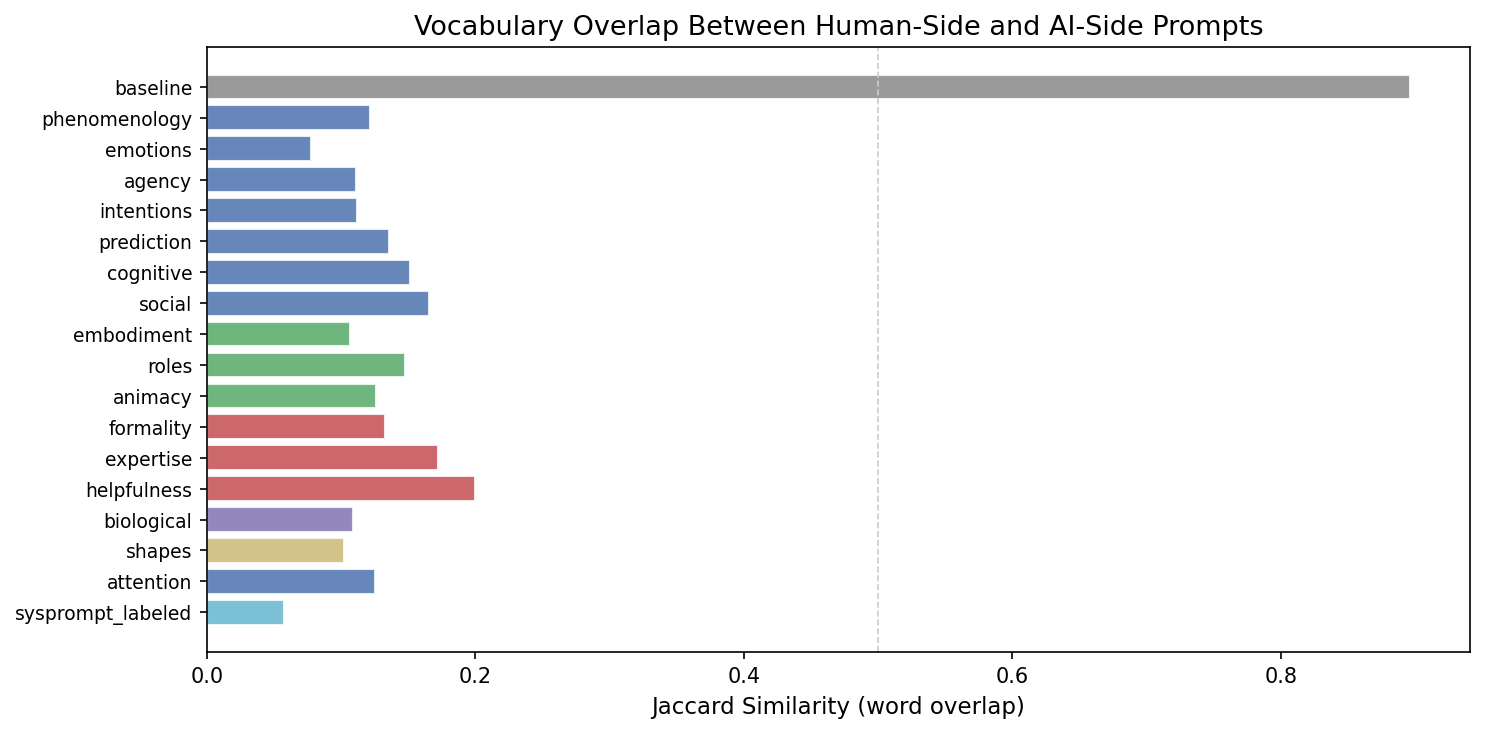 Vocabulary Overlap Between Human-Side and AI-Side Prompts
baseline
phenomenology
emotions
agency
intentions
prediction
cognitive
social
embodiment
roles
animacy
formality
expertise
helpfulness
biological
shapes
attention
sysprompt_labeled
0.0 0.2 0.4 0.6 0.8
Jaccard Similarity (word overlap)